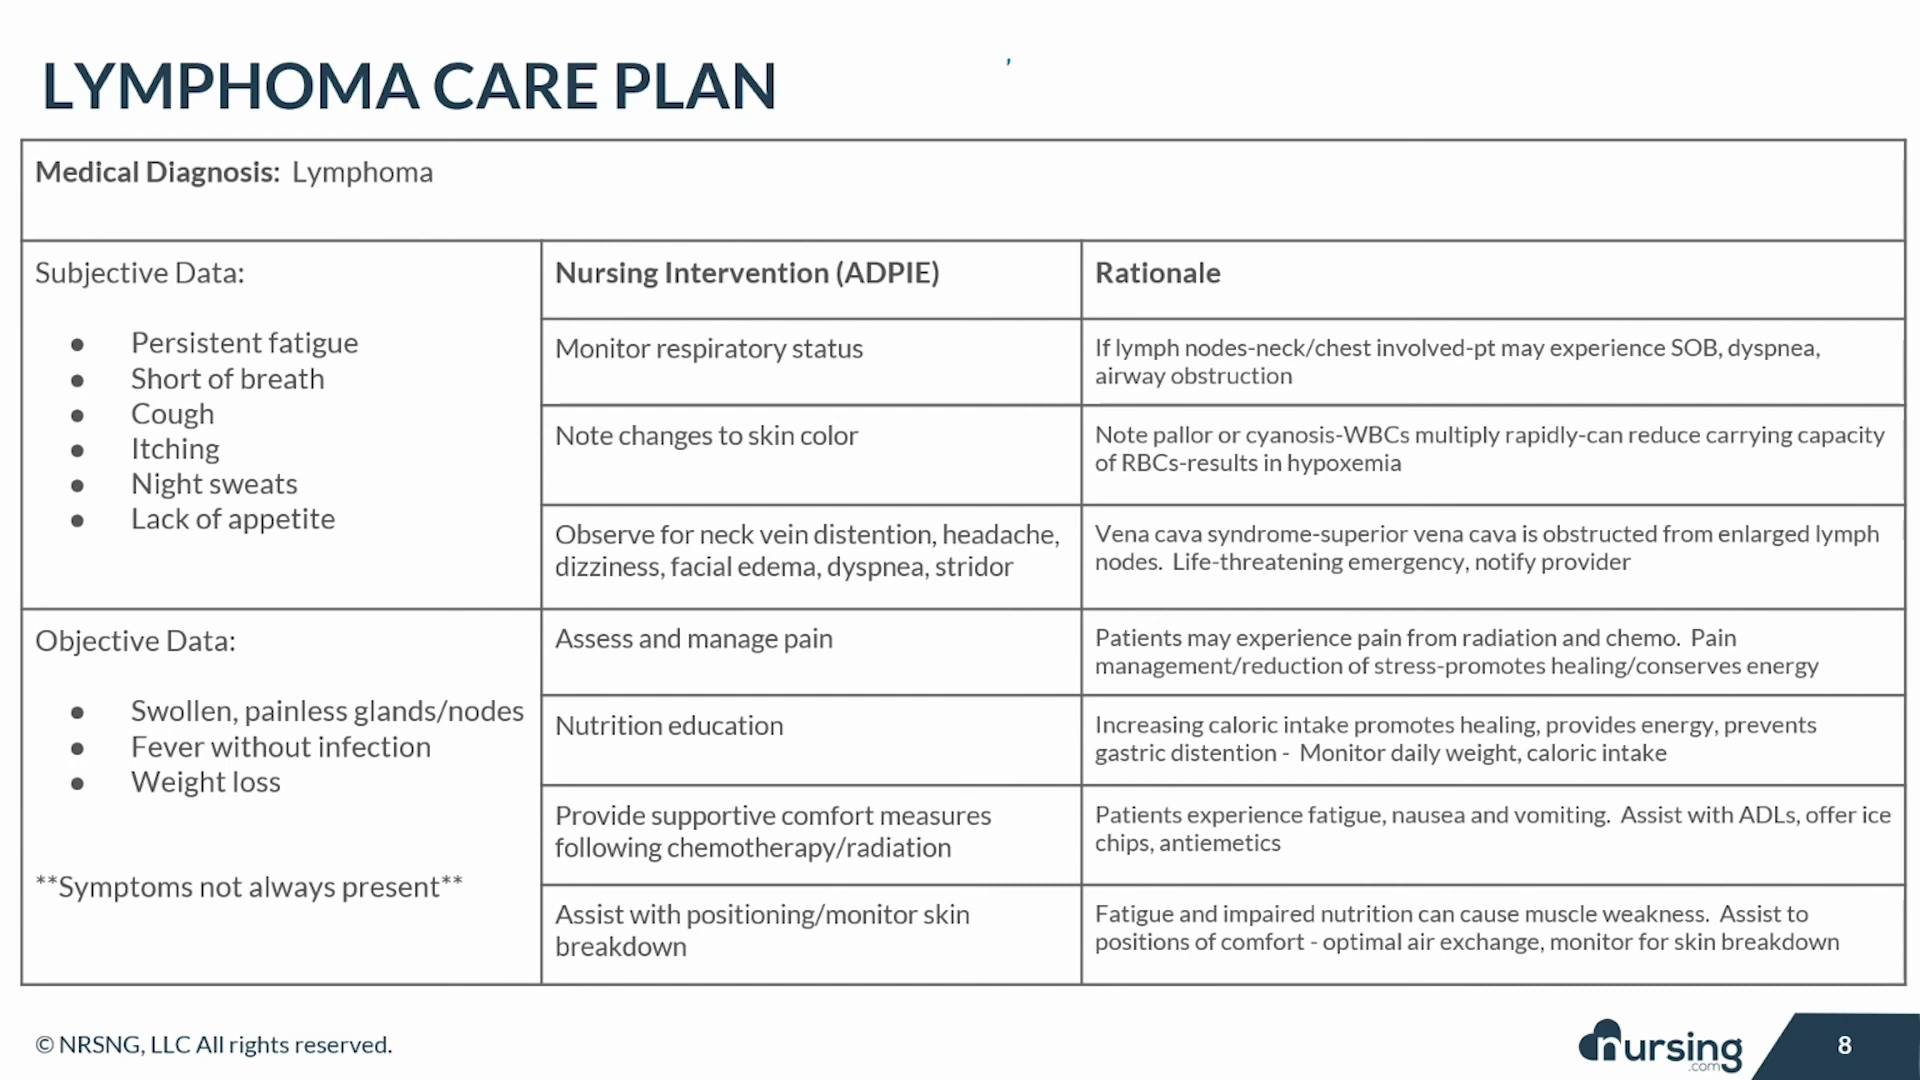 LYMPHOMA CARE PLAN
Medical Diagnosis: Lymphoma
Subjective Data:
● Persistent fatigue
● Short of breath
● Cough
● Itching
● Night sweats
● Lack of appetite
Objective Data:
● Swollen, painless glands/nodes
● Fever without infection
● Weight loss
**Symptoms not always present**
Nursing Intervention (ADPIE)
Rationale
Monitor respiratory status
If lymph nodes-neck/chest involved-pt may experience SOB, dyspnea,
airway obstruction
Note changes to skin color
Note pallor or cyanosis-WBCs multiply rapidly-can reduce carrying capacity
of RBCs-results in hypoxemia
Observe for neck vein distention, headache,
dizziness, facial edema, dyspnea, stridor
Vena cava syndrome-superior vena cava is obstructed from enlarged lymph
nodes. Life-threatening emergency, notify provider
Assess and manage pain
Patients may experience pain from radiation and chemo. Pain
management/reduction of stress-promotes healing/conserves energy
Nutrition education
Increasing caloric intake promotes healing, provides energy, prevents
gastric distention - Monitor daily weight, caloric intake
Provide supportive comfort measures
following chemotherapy/radiation
Patients experience fatigue, nausea and vomiting. Assist with ADLs, offer ice
chips, antiemetics
Assist with positioning/monitor skin
breakdown
Fatigue and impaired nutrition can cause muscle weakness. Assist to
positions of comfort - optimal air exchange, monitor for skin breakdown
© NRSNG, LLC All rights reserved.
nursing
.com
8